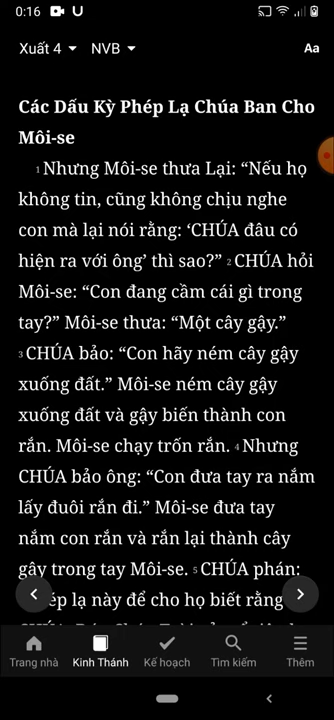 0:16
Xuất 4 NVB Aa
Các Dấu Kỳ Phép Lạ Chúa Ban Cho
Môi-se
1 Nhưng Môi-se thưa Lại: “Nếu họ
không tin, cũng không chịu nghe
con mà lại nói rằng: ‘CHÚA đâu có
hiện ra với ông’ thì sao?” 2 CHÚA hỏi
Môi-se: “Con đang cầm cái gì trong
tay?” Môi-se thưa: “Một cây gậy.”
3 CHÚA bảo: “Con hãy ném cây gậy
xuống đất.” Môi-se ném cây gậy
xuống đất và gậy biến thành con
rắn. Môi-se chạy trốn rắn. 4 Nhưng
CHÚA bảo ông: “Con đưa tay ra nắm
lấy đuôi rắn đi.” Môi-se đưa tay
nắm con rắn và rắn lại thành cây
gậy trong tay Môi-se. 5 CHÚA phán:
ép lạ này để cho họ biết rằng
Trang nhà Kinh Thánh Kế hoạch Tìm kiếm Thêm